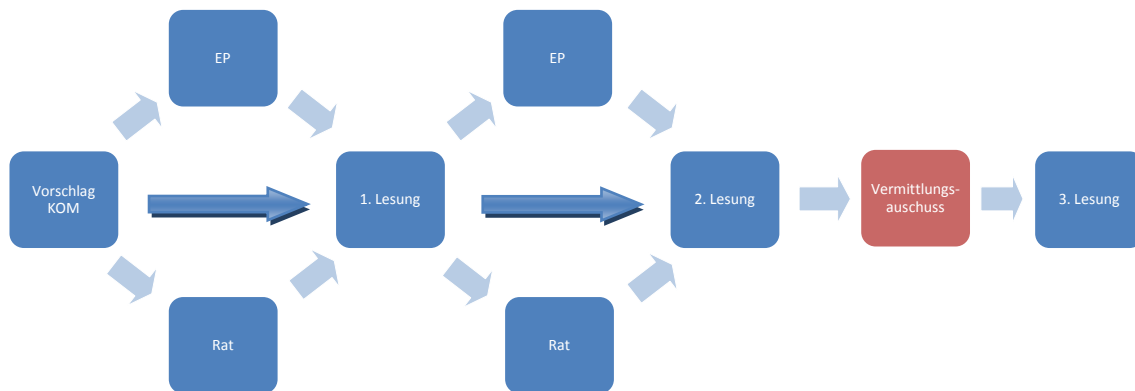 EP
EP
Vorschlag
KOM
1. Lesung
2. Lesung
Vermittlungs-
auschuss
3. Lesung
Rat
Rat